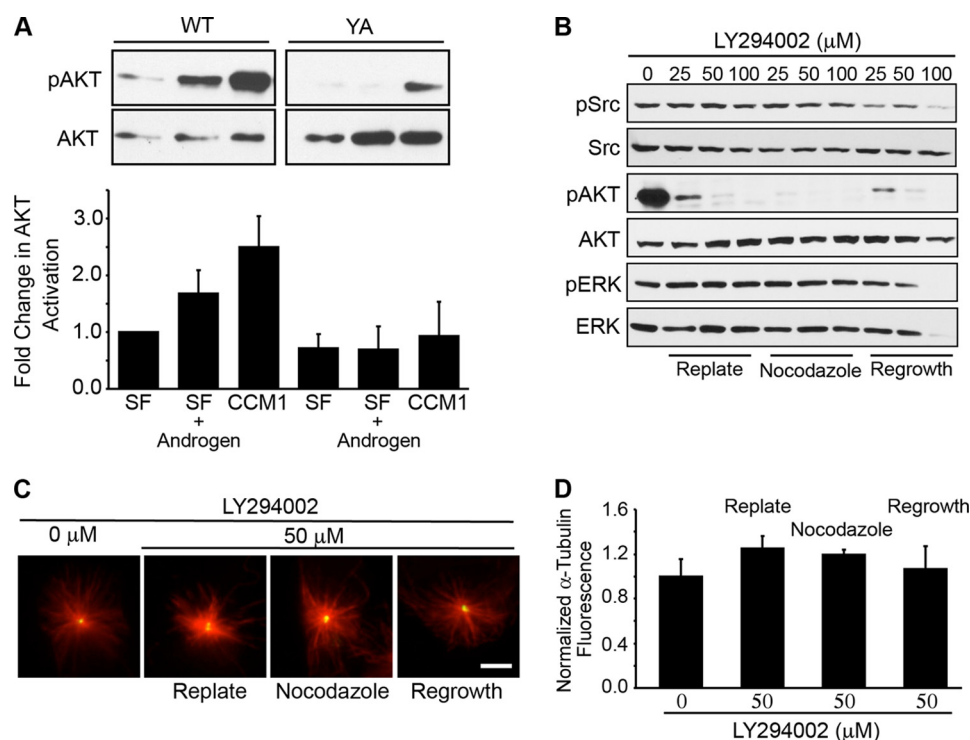 A
WT YA
pAKT
AKT
Fold Change in AKT
Activation
3.0
2.0
1.0
0.0
SF SF CCM1 SF SF CCM1
+ +
Androgen Androgen
B
LY294002 (μM)
0 25 50 100 25 50 100 25 50 100
pSrc
Src
pAKT
AKT
pERK
ERK
Replate Nocodazole Regrowth
C
LY294002
0 μM 50 μM
Replate Nocodazole Regrowth
D
Normalized α-Tubulin
Fluorescence
1.6
1.2
0.8
0.4
0.0
Replate Regrowth
Nocodazole
0 50 50 50
LY294002 (μM)